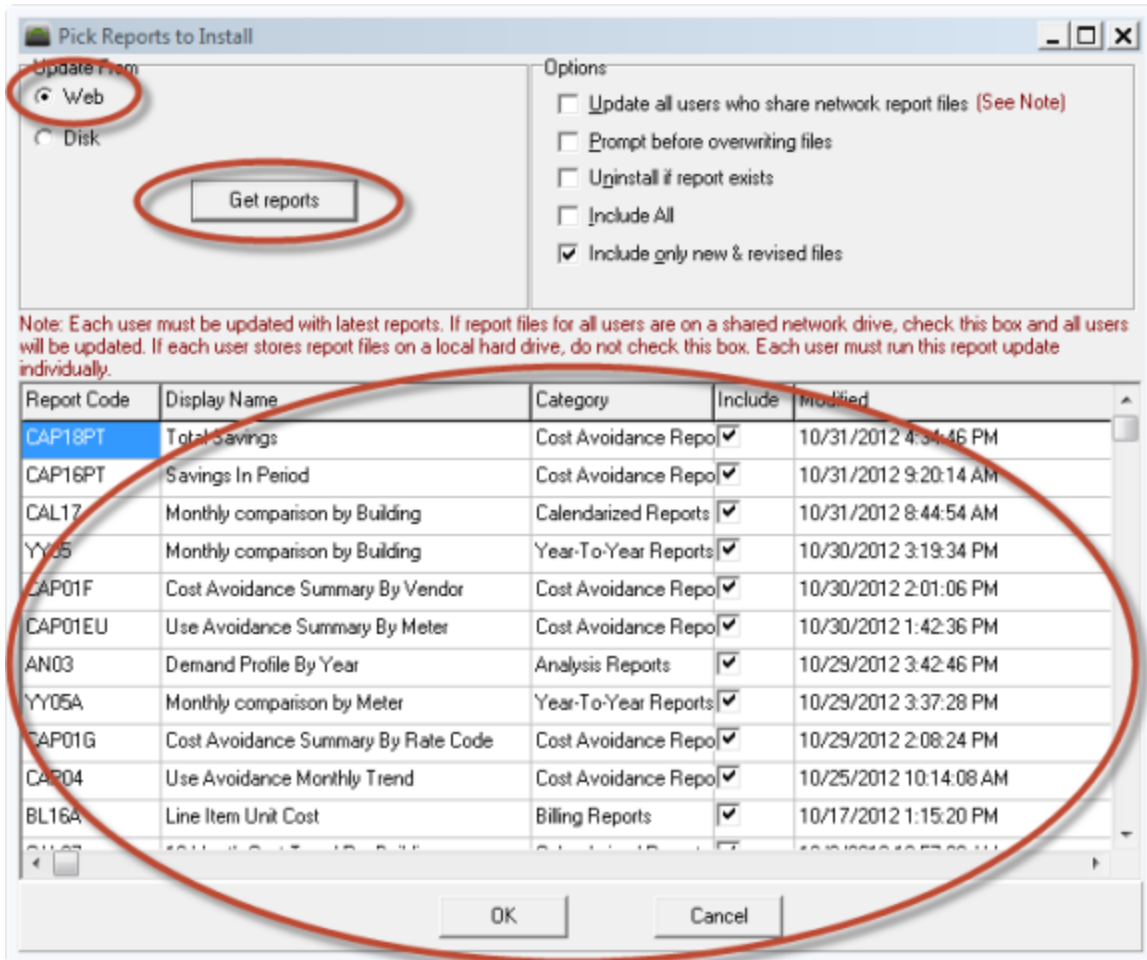 Pick Reports to Install
Update From
Web
Disk
Get reports
Options
Update all users who share network report files (See Note)
Prompt before overwriting files
Uninstall if report exists
Include All
Include only new & revised files
Note: Each user must be updated with latest reports. If report files for all users are on a shared network drive, check this box and all users
will be updated. If each user stores report files on a local hard drive, do not check this box. Each user must run this report update
individually.
Report Code Display Name Category Include Modified
CAP18PT Total Savings Cost Avoidance Repo 10/31/2012 4:34:46 PM
CAP16PT Savings In Period Cost Avoidance Repo 10/31/2012 9:20:14 AM
CAL17 Monthly comparison by Building Calendarized Reports 10/31/2012 8:44:54 AM
YY05 Monthly comparison by Building Year-To-Year Reports 10/30/2012 3:19:34 PM
CAP01F Cost Avoidance Summary By Vendor Cost Avoidance Repo 10/30/2012 2:01:06 PM
CAP01EU Use Avoidance Summary By Meter Cost Avoidance Repo 10/30/2012 1:42:36 PM
AN03 Demand Profile By Year Analysis Reports 10/29/2012 3:42:46 PM
YY05A Monthly comparison by Meter Year-To-Year Reports 10/29/2012 3:37:28 PM
CAP01G Cost Avoidance Summary By Rate Code Cost Avoidance Repo 10/29/2012 2:08:24 PM
CAP04 Use Avoidance Monthly Trend Cost Avoidance Repo 10/25/2012 10:14:08 AM
BL16A Line Item Unit Cost Billing Reports 10/17/2012 1:15:20 PM
OK Cancel